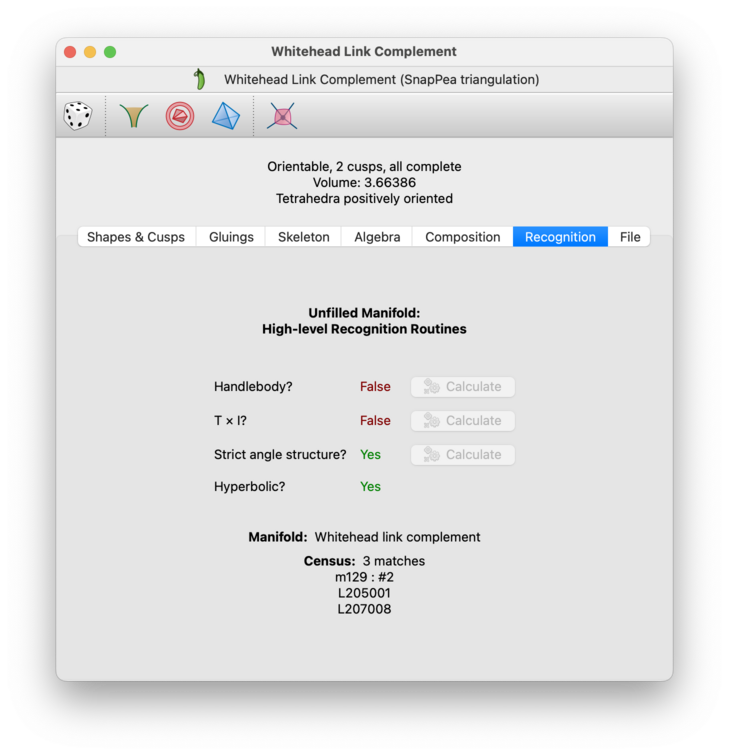 Whitehead Link Complement
Whitehead Link Complement (SnapPea triangulation)
Orientable, 2 cusps, all complete
Volume: 3.66386
Tetrahedra positively oriented
Shapes & Cusps Gluings Skeleton Algebra Composition Recognition File
Unfilled Manifold:
High-level Recognition Routines
Handlebody? False Calculate
T × I? False Calculate
Strict angle structure? Yes Calculate
Hyperbolic? Yes
Manifold: Whitehead link complement
Census: 3 matches
m129 : #2
L205001
L207008